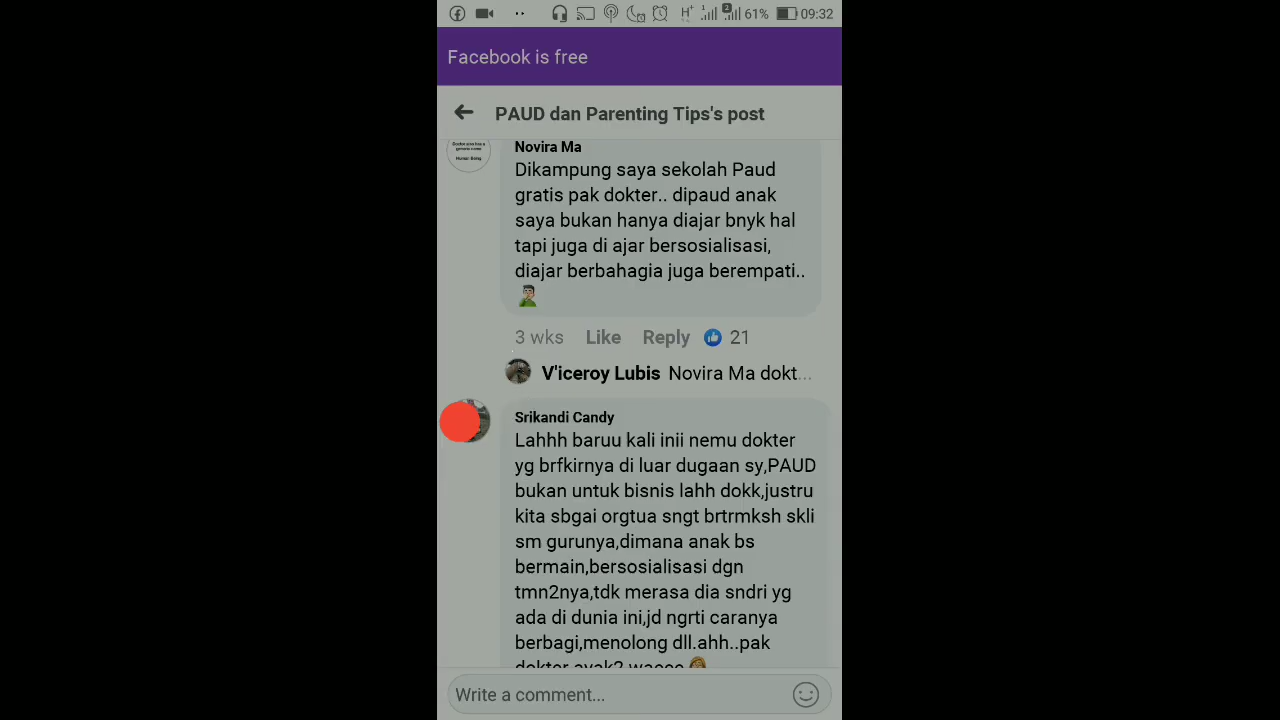 61% 09:32
Facebook is free
PAUD dan Parenting Tips's post
Novira Ma
Dikampung saya sekolah Paud
gratis pak dokter.. dipaud anak
saya bukan hanya diajar bnyk hal
tapi juga di ajar bersosialisasi,
diajar berbahagia juga berempati..
3 wks Like Reply 21
V'iceroy Lubis Novira Ma dokt...
Srikandi Candy
Lahhh baruu kali inii nemu dokter
yg brfkirnya di luar dugaan sy,PAUD
bukan untuk bisnis lahh dokk,justru
kita sbgai orgtua sngt brtrmksh skli
sm gurunya,dimana anak bs
bermain,bersosialisasi dgn
tmn2nya,tdk merasa dia sndri yg
ada di dunia ini,jd ngrti caranya
berbagi,menolong dll.ahh..pak
Write a comment...